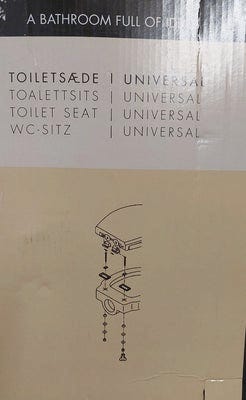 A BATHROOM FULL OF
TOILETSÆDE | UNIVERSAL
TOALETTSITS | UNIVERSAL
TOILET SEAT | UNIVERSAL
WC-SITZ | UNIVERSAL